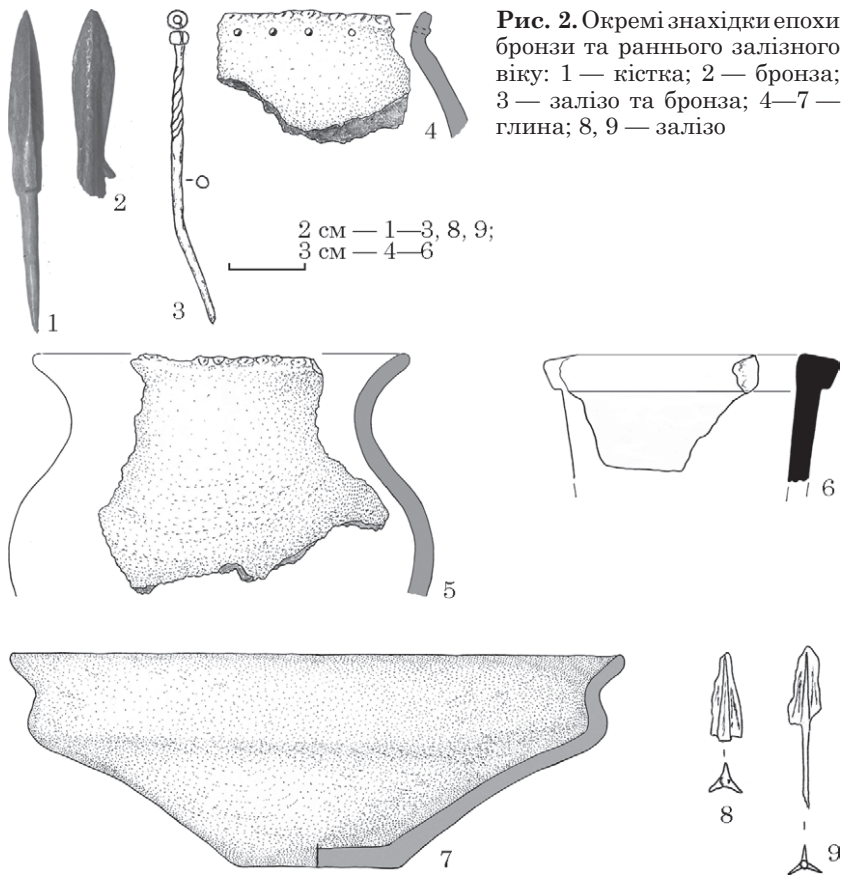 Рис. 2. Окремі знахідки епохи
бронзи та раннього залізного
віку: 1 — кістка; 2 — бронза;
3 — залізо та бронза; 4—7 —
глина; 8, 9 — залізо
4
2
2 см — 1—3, 8, 9;
3 см — 4—6
1
3
6
5
8
7
9